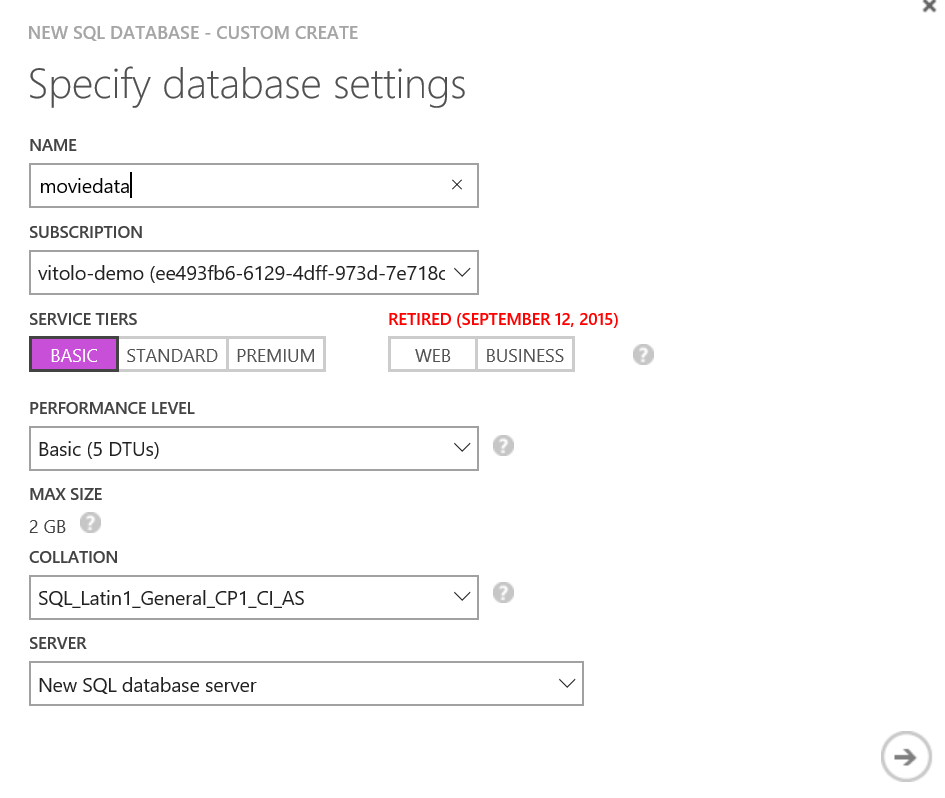 NEW SQL DATABASE - CUSTOM CREATE
Specify database settings
NAME
moviedata
SUBSCRIPTION
vitolo-demo (ee493fb6-6129-4dff-973d-7e718c
SERVICE TIERS
RETIRED (SEPTEMBER 12, 2015)
BASIC STANDARD PREMIUM WEB BUSINESS ?
PERFORMANCE LEVEL
Basic (5 DTUs) ?
MAX SIZE
2 GB ?
COLLATION
SQL_Latin1_General_CP1_CI_AS ?
SERVER
New SQL database server